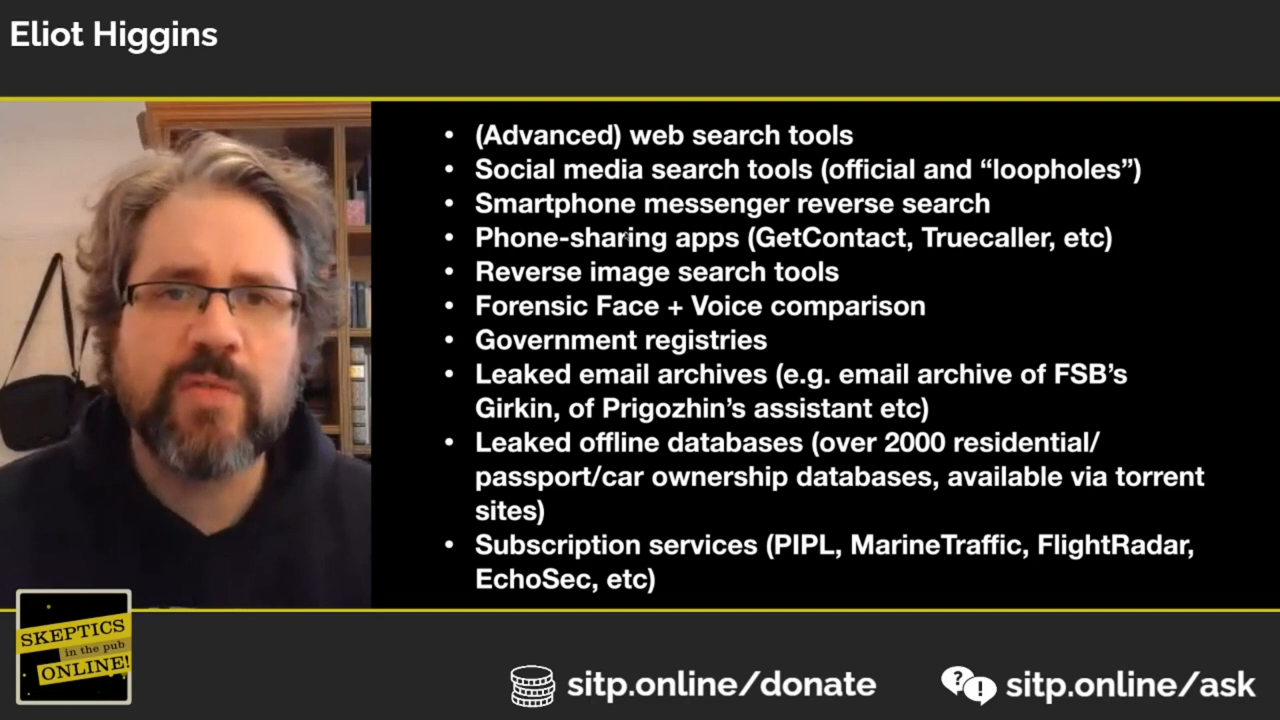 Eliot Higgins
• (Advanced) web search tools
• Social media search tools (official and “loopholes”)
• Smartphone messenger reverse search
• Phone-sharing apps (GetContact, Truecaller, etc)
• Reverse image search tools
• Forensic Face + Voice comparison
• Government registries
• Leaked email archives (e.g. email archive of FSB’s
Girkin, of Prigozhin’s assistant etc)
• Leaked offline databases (over 2000 residential/
passport/car ownership databases, available via torrent
sites)
• Subscription services (PIPL, MarineTraffic, FlightRadar,
EchoSec, etc)
SKEPTICS
in the pub
ONLINE!
sitp.online/donate
? !
sitp.online/ask